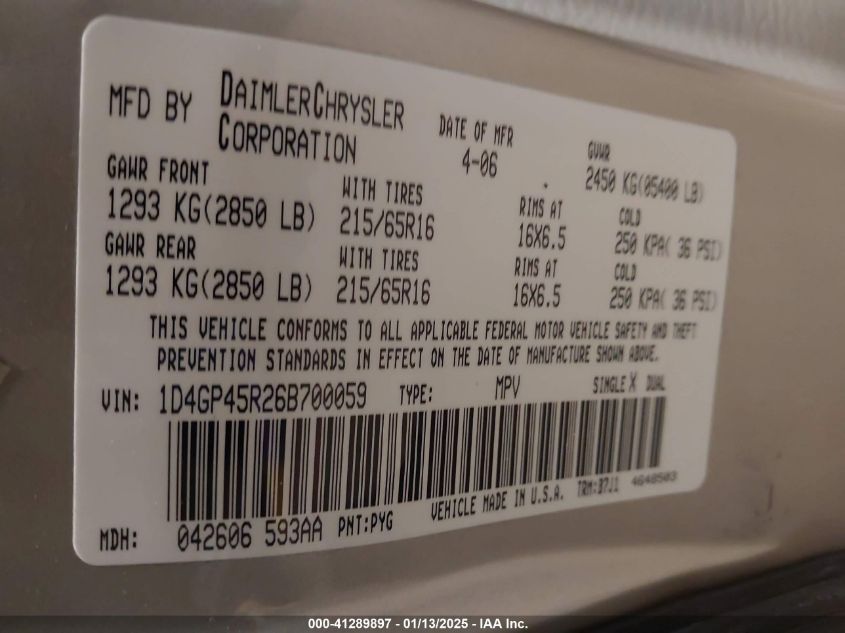 MFD BY DAIMLERCHRYSLER CORPORATION
DATE OF MFR 4-06
GVWR 2450 KG(05400 LB)
GAWR FRONT WITH TIRES RIMS AT COLD
1293 KG(2850 LB) 215/65R16 16X6.5 250 KPA( 36 PSI)
GAWR REAR WITH TIRES RIMS AT COLD
1293 KG(2850 LB) 215/65R16 16X6.5 250 KPA( 36 PSI)
THIS VEHICLE CONFORMS TO ALL APPLICABLE FEDERAL MOTOR VEHICLE SAFETY AND THEFT
PREVENTION STANDARDS IN EFFECT ON THE DATE OF MANUFACTURE SHOWN ABOVE.
VIN: 1D4GP45R26B700059 TYPE: MPV SINGLE X DUAL
MDH: 042606 593AA PNT:PYG VEHICLE MADE IN U.S.A. TRM:B7J1 4648503
000-41289897 - 01/13/2025 - IAA Inc.